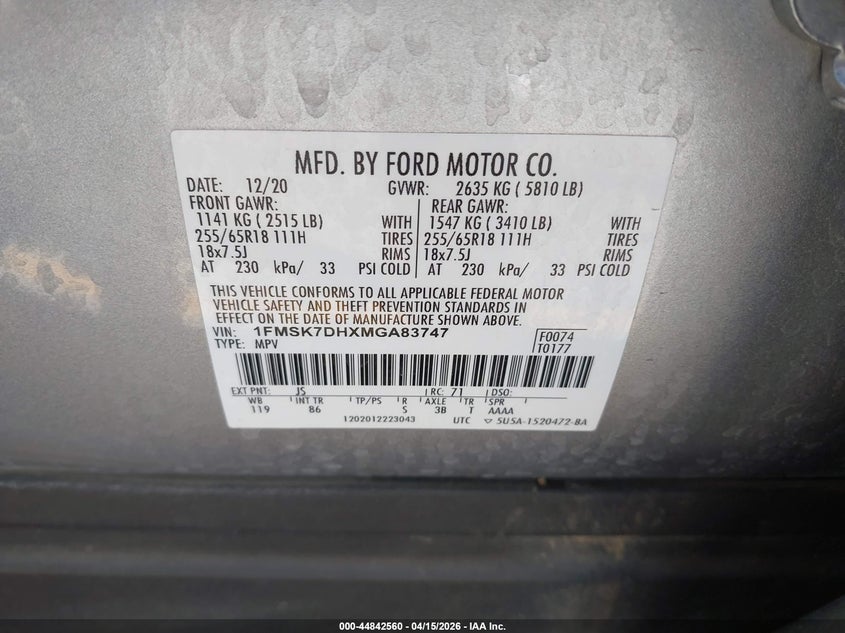 MFD. BY FORD MOTOR CO.
DATE: 12/20 GVWR: 2635 KG ( 5810 LB)
FRONT GAWR: REAR GAWR:
1141 KG ( 2515 LB) WITH 1547 KG ( 3410 LB) WITH
255/65R18 111H TIRES 255/65R18 111H TIRES
18x7.5J RIMS 18x7.5J RIMS
AT 230 kPa/ 33 PSI COLD AT 230 kPa/ 33 PSI COLD
THIS VEHICLE CONFORMS TO ALL APPLICABLE FEDERAL MOTOR
VEHICLE SAFETY AND THEFT PREVENTION STANDARDS IN
EFFECT ON THE DATE OF MANUFACTURE SHOWN ABOVE.
VIN: 1FMSK7DHXMGA83747 F0074
TYPE: MPV T0177
EXT PNT: JS RC: 71 DSO:
WB INT TR TP/PS R AXLE TR SPR
119 86 S 3B T AAAA
1202012223043 UTC ▽ 5U5A-1520472-BA
000-44842560 - 04/15/2026 - IAA Inc.